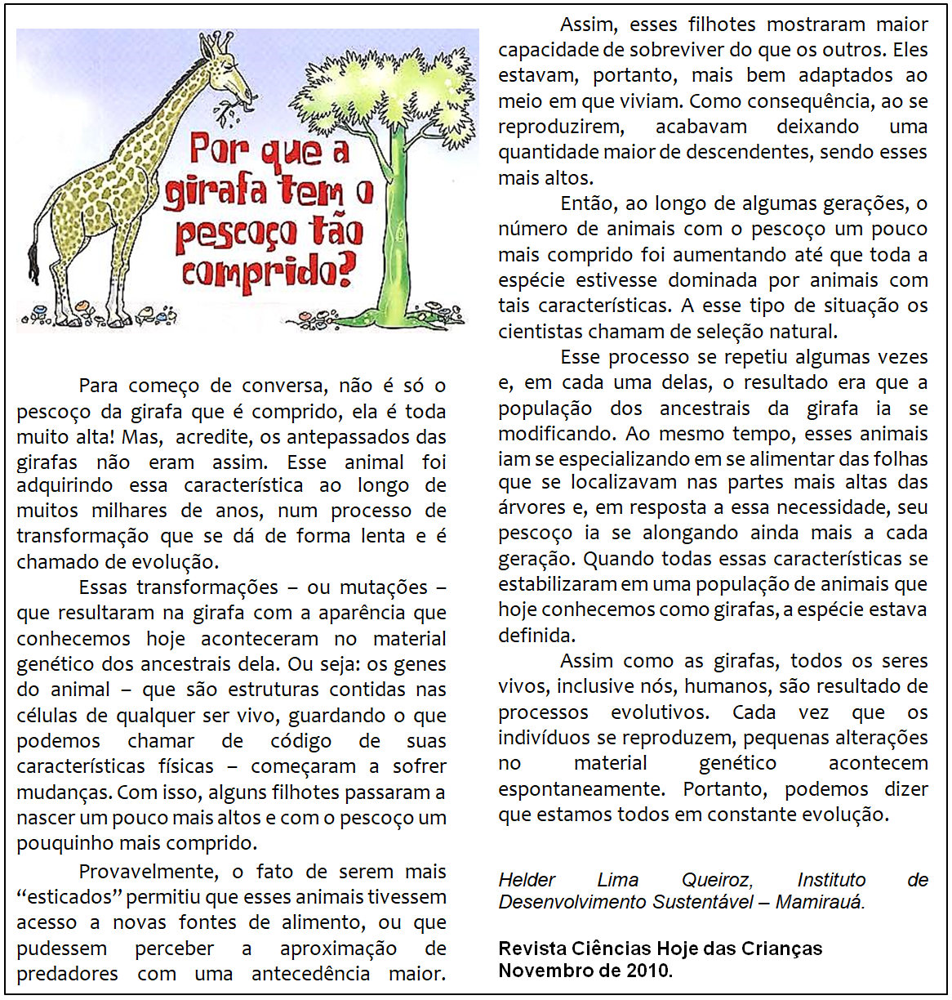 Por que a
girafa tem o
pescoço tão
comprido?
Para começo de conversa, não é só o
pescoço da girafa que é comprido, ela é toda
muito alta! Mas, acredite, os antepassados das
girafas não eram assim. Esse animal foi
adquirindo essa característica ao longo de
muitos milhares de anos, num processo de
transformação que se dá de forma lenta e é
chamado de evolução.
Essas transformações – ou mutações –
que resultaram na girafa com a aparência que
conhecemos hoje aconteceram no material
genético dos ancestrais dela. Ou seja: os genes
do animal – que são estruturas contidas nas
células de qualquer ser vivo, guardando o que
podemos chamar de código de suas
características físicas – começaram a sofrer
mudanças. Com isso, alguns filhotes passaram a
nascer um pouco mais altos e com o pescoço um
pouquinho mais comprido.
Provavelmente, o fato de serem mais
“esticados” permitiu que esses animais tivessem
acesso a novas fontes de alimento, ou que
pudessem perceber a aproximação de
predadores com uma antecedência maior.
Assim, esses filhotes mostraram maior
capacidade de sobreviver do que os outros. Eles
estavam, portanto, mais bem adaptados ao
meio em que viviam. Como consequência, ao se
reproduzirem, acabavam deixando uma
quantidade maior de descendentes, sendo esses
mais altos.
Então, ao longo de algumas gerações, o
número de animais com o pescoço um pouco
mais comprido foi aumentando até que toda a
espécie estivesse dominada por animais com
tais características. A esse tipo de situação os
cientistas chamam de seleção natural.
Esse processo se repetiu algumas vezes
e, em cada uma delas, o resultado era que a
população dos ancestrais da girafa ia se
modificando. Ao mesmo tempo, esses animais
iam se especializando em se alimentar das folhas
que se localizavam nas partes mais altas das
árvores e, em resposta a essa necessidade, seu
pescoço ia se alongando ainda mais a cada
geração. Quando todas essas características se
estabilizaram em uma população de animais que
hoje conhecemos como girafas, a espécie estava
definida.
Assim como as girafas, todos os seres
vivos, inclusive nós, humanos, são resultado de
processos evolutivos. Cada vez que os
indivíduos se reproduzem, pequenas alterações
no material genético acontecem
espontaneamente. Portanto, podemos dizer
que estamos todos em constante evolução.
Helder Lima Queiroz, Instituto de
Desenvolvimento Sustentável – Mamirauá.
Revista Ciências Hoje das Crianças
Novembro de 2010.